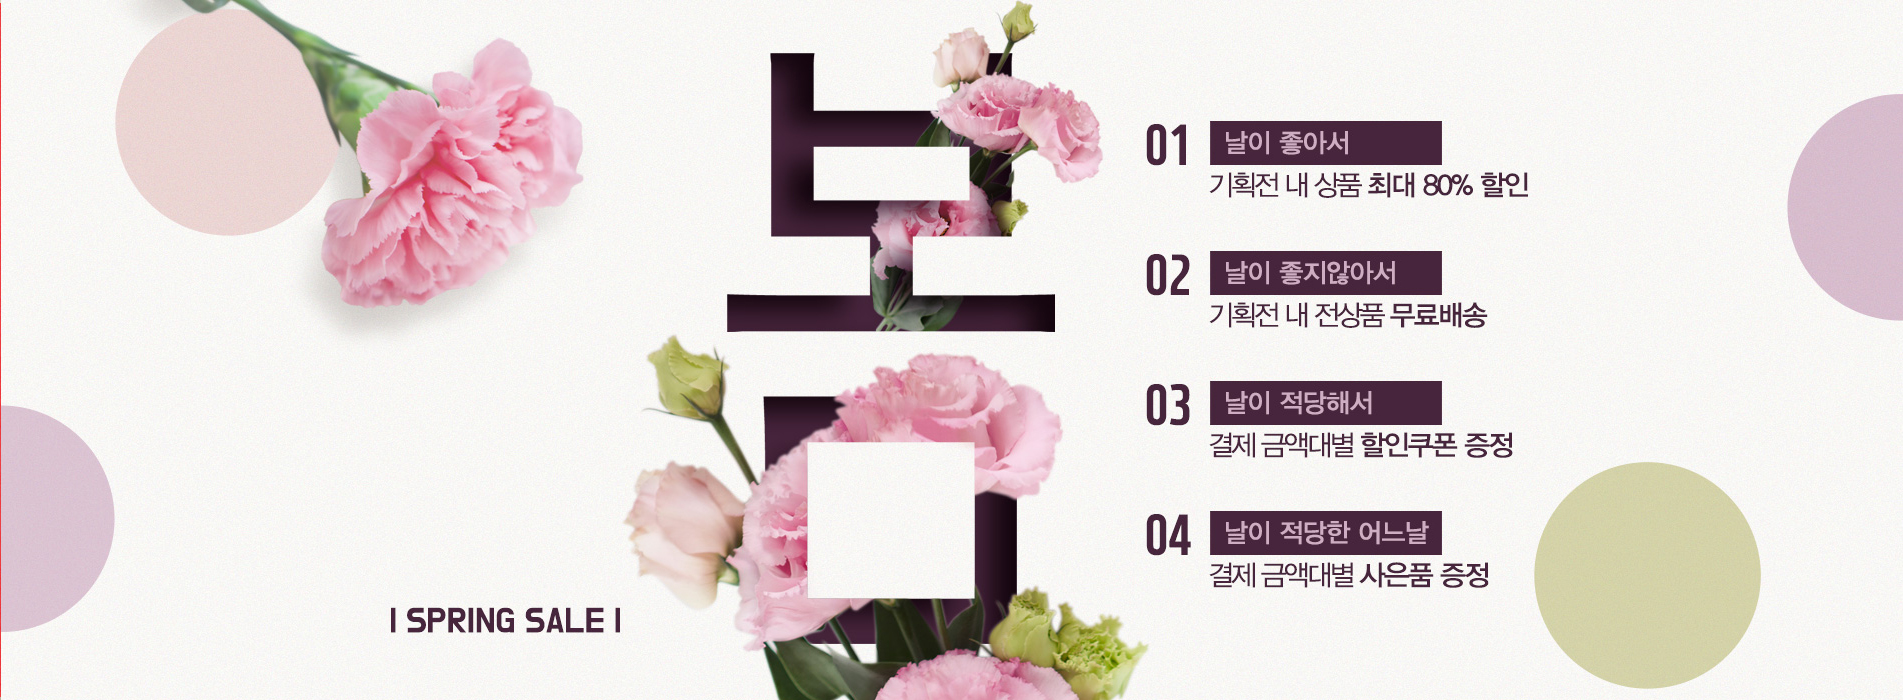 봄
01 날이 좋아서
기획전 내 상품 최대 80% 할인
02 날이 좋지않아서
기획전 내 전상품 무료배송
03 날이 적당해서
결제 금액대별 할인쿠폰 증정
04 날이 적당한 어느날
결제 금액대별 사은품 증정
I SPRING SALE I